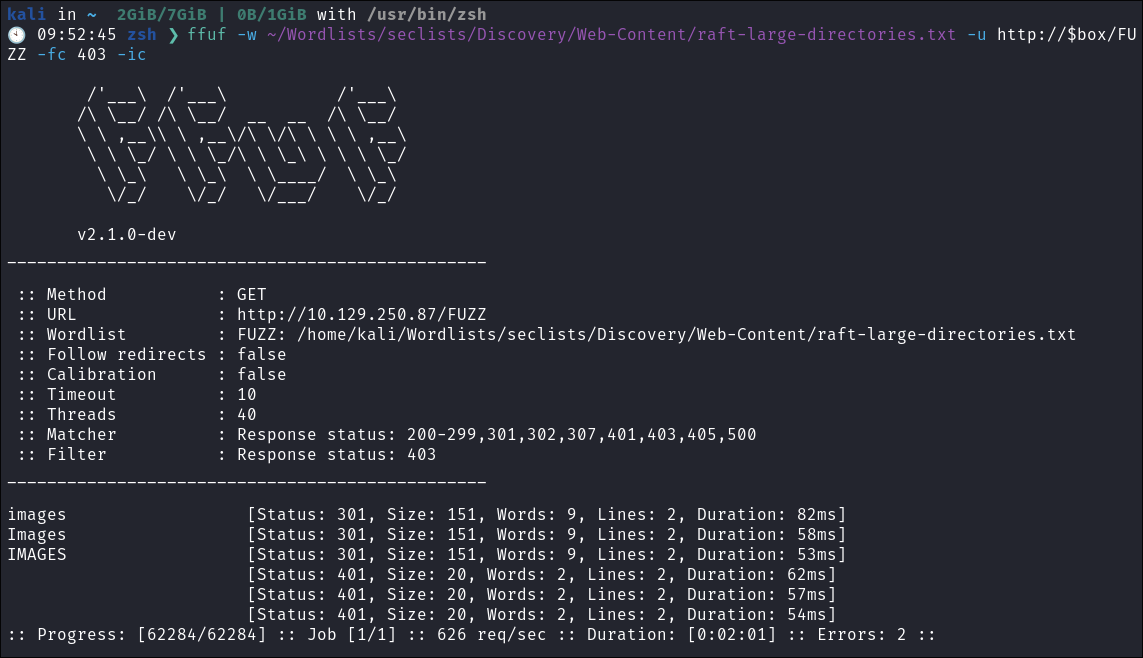 kali in ~  2GiB/7GiB | 0B/1GiB with /usr/bin/zsh
🕙 09:52:45 zsh ❯ ffuf -w ~/Wordlists/seclists/Discovery/Web-Content/raft-large-directories.txt -u http://$box/FU
ZZ -fc 403 -ic

        /'___\  /'___\           /'___\
       /\ \__/ /\ \__/  __  __  /\ \__/
       \ \ ,__\\ \ ,__\/\ \/\ \ \ \ ,__\
        \ \ \_/ \ \ \_/\ \ \_\ \ \ \ \_/
         \ \_\   \ \_\  \ \____/  \ \_\
          \/_/    \/_/   \/___/    \/_/

       v2.1.0-dev
________________________________________________

 :: Method           : GET
 :: URL              : http://10.129.250.87/FUZZ
 :: Wordlist         : FUZZ: /home/kali/Wordlists/seclists/Discovery/Web-Content/raft-large-directories.txt
 :: Follow redirects : false
 :: Calibration      : false
 :: Timeout          : 10
 :: Threads          : 40
 :: Matcher          : Response status: 200-299,301,302,307,401,403,405,500
 :: Filter           : Response status: 403
________________________________________________

images                  [Status: 301, Size: 151, Words: 9, Lines: 2, Duration: 82ms]
Images                  [Status: 301, Size: 151, Words: 9, Lines: 2, Duration: 58ms]
IMAGES                  [Status: 301, Size: 151, Words: 9, Lines: 2, Duration: 53ms]
                        [Status: 401, Size: 20, Words: 2, Lines: 2, Duration: 62ms]
                        [Status: 401, Size: 20, Words: 2, Lines: 2, Duration: 57ms]
                        [Status: 401, Size: 20, Words: 2, Lines: 2, Duration: 54ms]
:: Progress: [62284/62284] :: Job [1/1] :: 626 req/sec :: Duration: [0:02:01] :: Errors: 2 ::